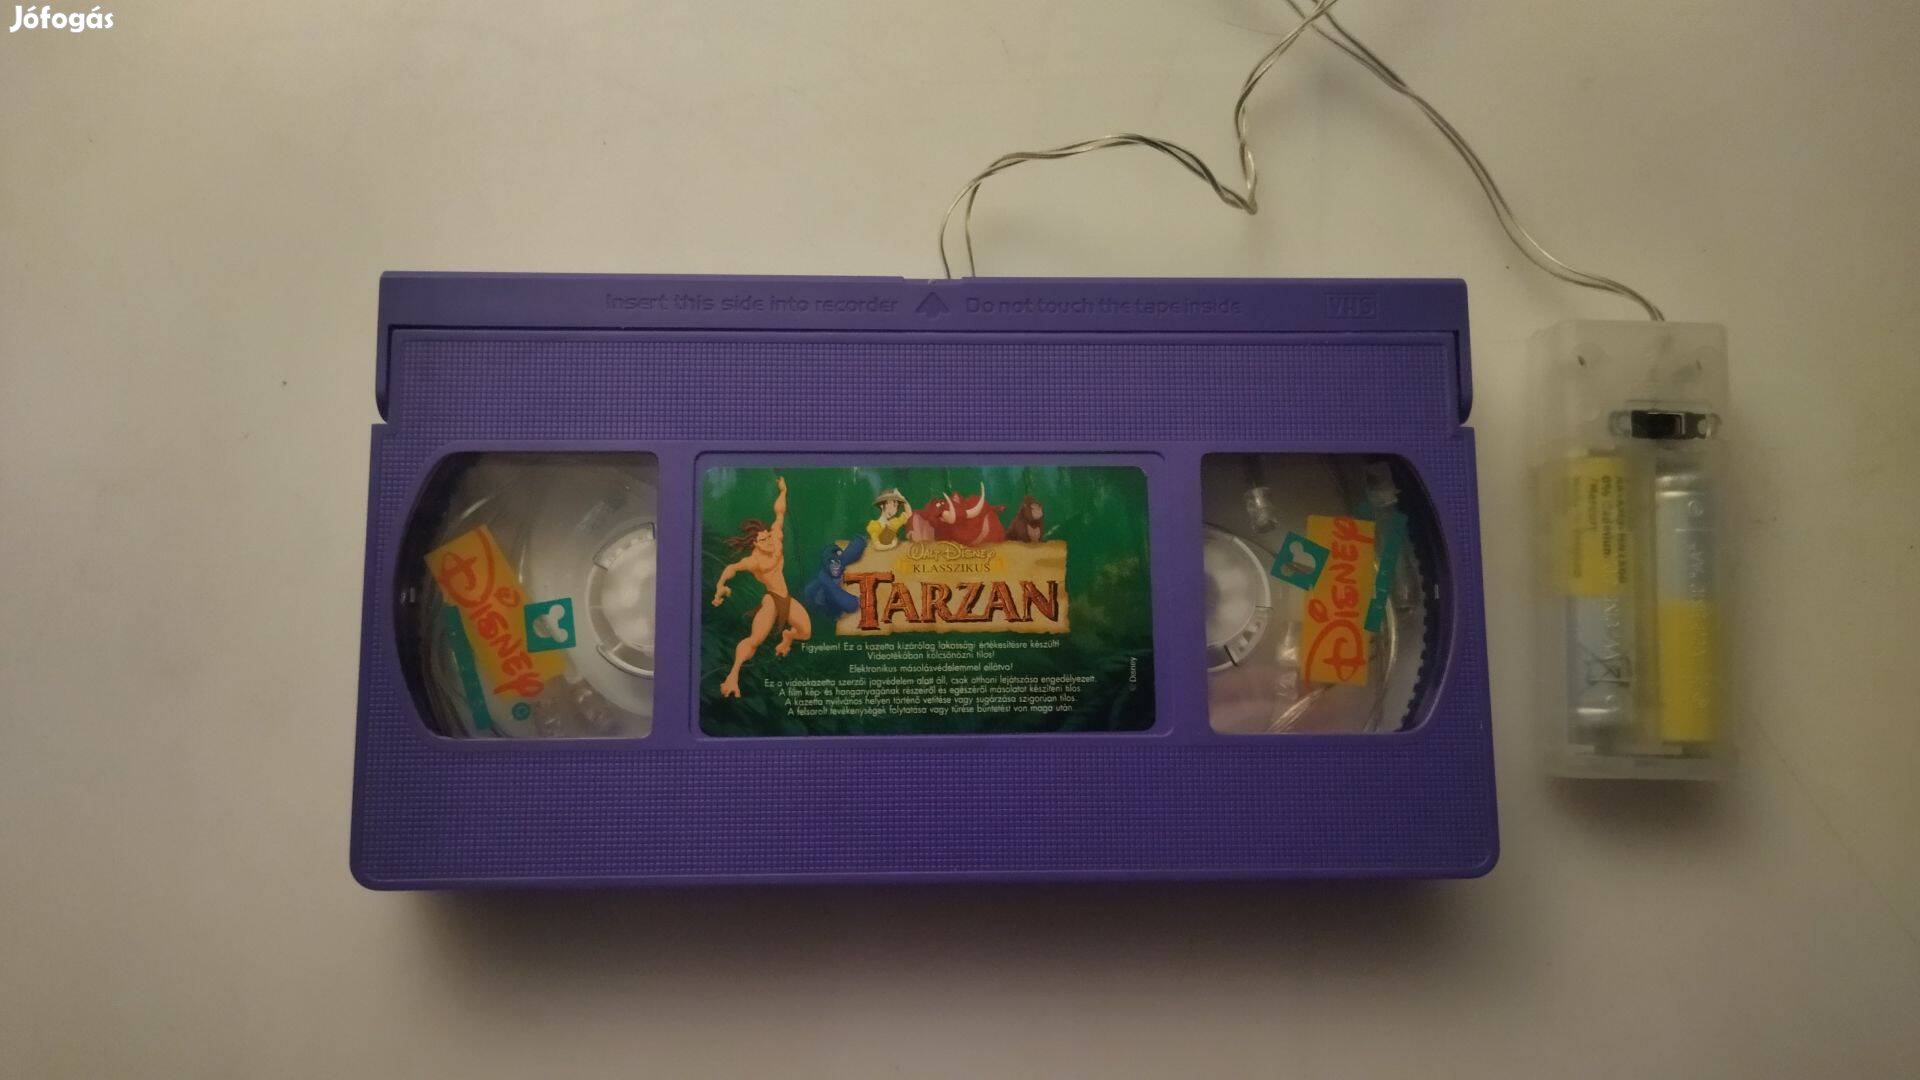 Jófogás
Insert this side into recorder Do not touch the tape inside VHS
WALT DISNEY
KLASSZIKUS
TARZAN
Figyelem! Ez a kazetta kizárólag lakossági értékesítésre készült!
Videotékában kölcsönözni tilos!
Elektronikus másolásvédelemmel ellátva!
Ez a videokazetta szerzői jogvédelem alatt áll, csak otthoni lejátszása engedélyezett.
A film kép- és hanganyagának részeiről és egészéről másolatot készíteni tilos.
A kazetta nyilvános helyen történő vetítése vagy sugárzása szigorúan tilos.
A felsorolt tevékenységek folytatása vagy tűrése büntetést von maga után.
© Disney
DISNEY
DISNEY
0% Cadmium